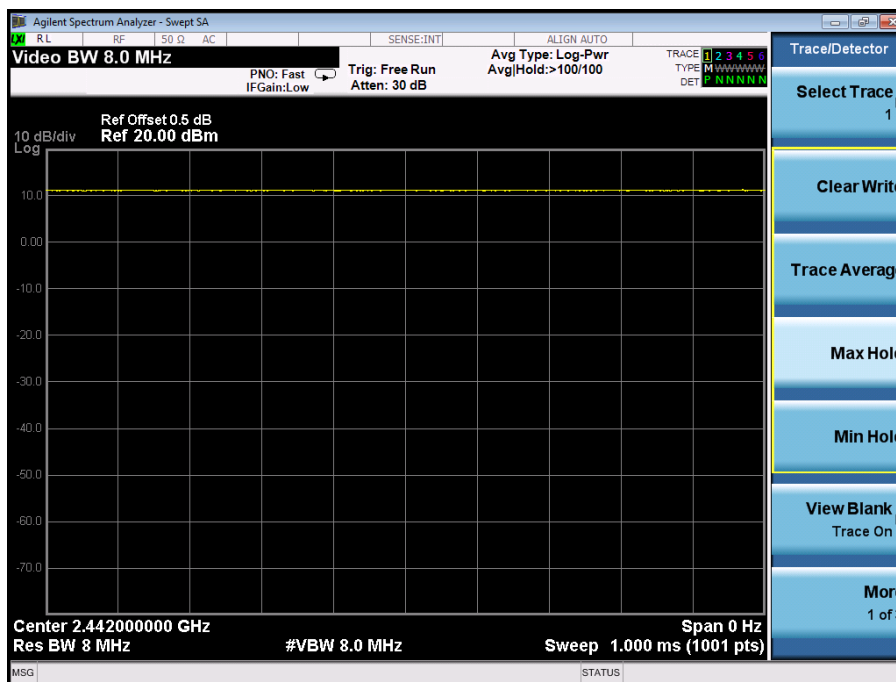 Agilent Spectrum Analyzer - Swept SA
LXI RL RF 50 Ω AC SENSE:INT ALIGN AUTO
Video BW 8.0 MHz
PNO: Fast
IFGain:Low
Trig: Free Run
Atten: 30 dB
Avg Type: Log-Pwr
Avg|Hold:>100/100
TRACE 1 2 3 4 5 6
TYPE M W W W W W
DET P N N N N N
Ref Offset 0.5 dB
10 dB/div Ref 20.00 dBm
Log
10.0
0.00
-10.0
-20.0
-30.0
-40.0
-50.0
-60.0
-70.0
Center 2.442000000 GHz Span 0 Hz
Res BW 8 MHz #VBW 8.0 MHz Sweep 1.000 ms (1001 pts)
MSG STATUS
Trace/Detector
Select Trace
1
Clear Write
Trace Average
Max Hold
Min Hold
View Blank
Trace On
More
1 of